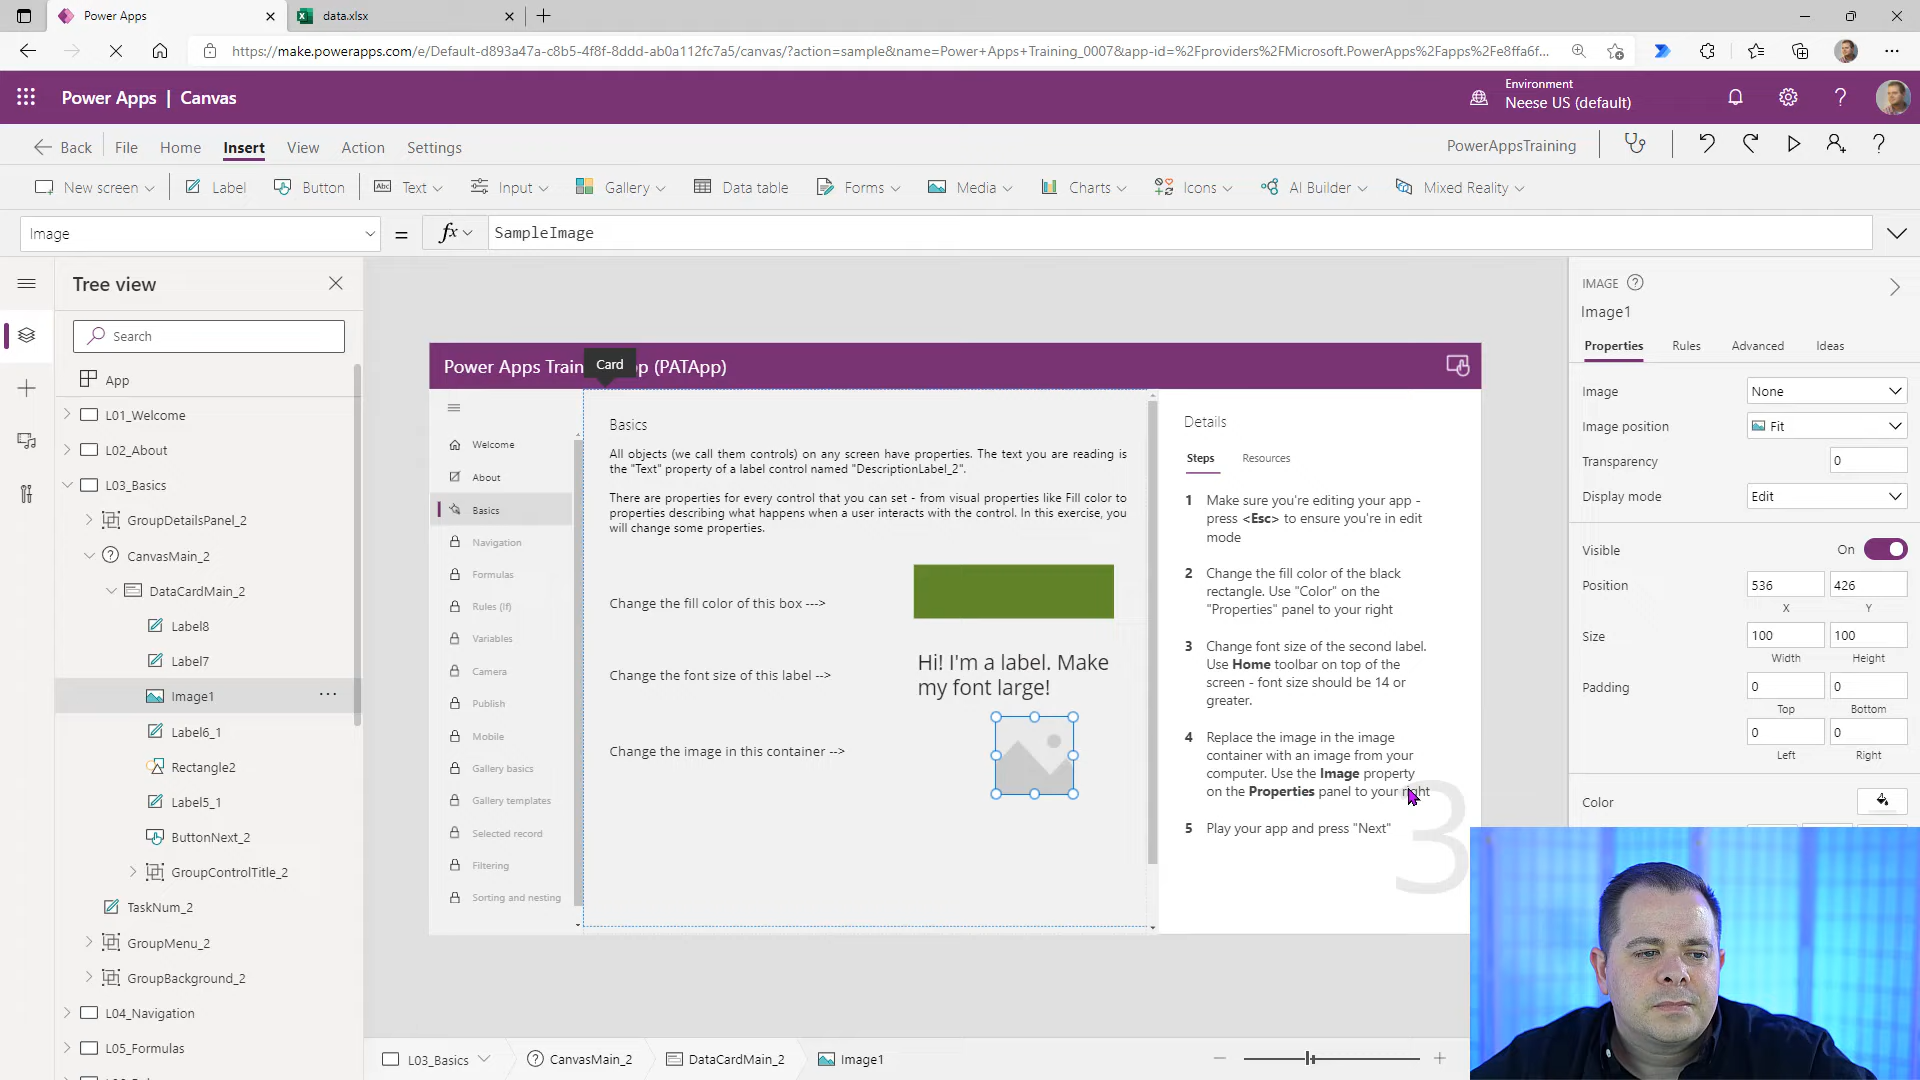 Power Apps
data.xlsx
https://make.powerapps.com/e/Default-d893a47a-c8b5-4f8f-8ddd-ab0a112fc7a5/canvas/?action=sample&name=Power+Apps+Training_0007&app-id=%2Fproviders%2FMicrosoft.PowerApps%2Fapps%2Fe8ffa6f...
Power Apps | Canvas
Environment
Neese US (default)
Back
File
Home
Insert
View
Action
Settings
PowerAppsTraining
New screen
Label
Button
Text
Input
Gallery
Data table
Forms
Media
Charts
Icons
AI Builder
Mixed Reality
Image
=
fx
SampleImage
Tree view
Search
App
L01_Welcome
L02_About
L03_Basics
GroupDetailsPanel_2
CanvasMain_2
DataCardMain_2
Label8
Label7
Image1
Label6_1
Rectangle2
Label5_1
ButtonNext_2
GroupControlTitle_2
TaskNum_2
GroupMenu_2
GroupBackground_2
L04_Navigation
L05_Formulas
Card
Power Apps Train p (PATApp)
Welcome
About
Basics
Navigation
Formulas
Rules (If)
Variables
Camera
Publish
Mobile
Gallery basics
Gallery templates
Selected record
Filtering
Sorting and nesting
Basics
All objects (we call them controls) on any screen have properties. The text you are reading is
the "Text" property of a label control named "DescriptionLabel_2".
There are properties for every control that you can set - from visual properties like Fill color to
properties describing what happens when a user interacts with the control. In this exercise, you
will change some properties.
Change the fill color of this box --->
Change the font size of this label -->
Hi! I'm a label. Make
my font large!
Change the image in this container -->
Details
Steps
Resources
1 Make sure you're editing your app -
press <Esc> to ensure you're in edit
mode
2 Change the fill color of the black
rectangle. Use "Color" on the
"Properties" panel to your right
3 Change font size of the second label.
Use Home toolbar on top of the
screen - font size should be 14 or
greater.
4 Replace the image in the image
container with an image from your
computer. Use the Image property
on the Properties panel to your right
5 Play your app and press "Next"
3
IMAGE
Image1
Properties
Rules
Advanced
Ideas
Image
None
Image position
Fit
Transparency
0
Display mode
Edit
Visible
On
Position
536
426
X
Y
Size
100
100
Width
Height
Padding
0
0
Top
Bottom
0
0
Left
Right
Color
L03_Basics
CanvasMain_2
DataCardMain_2
Image1